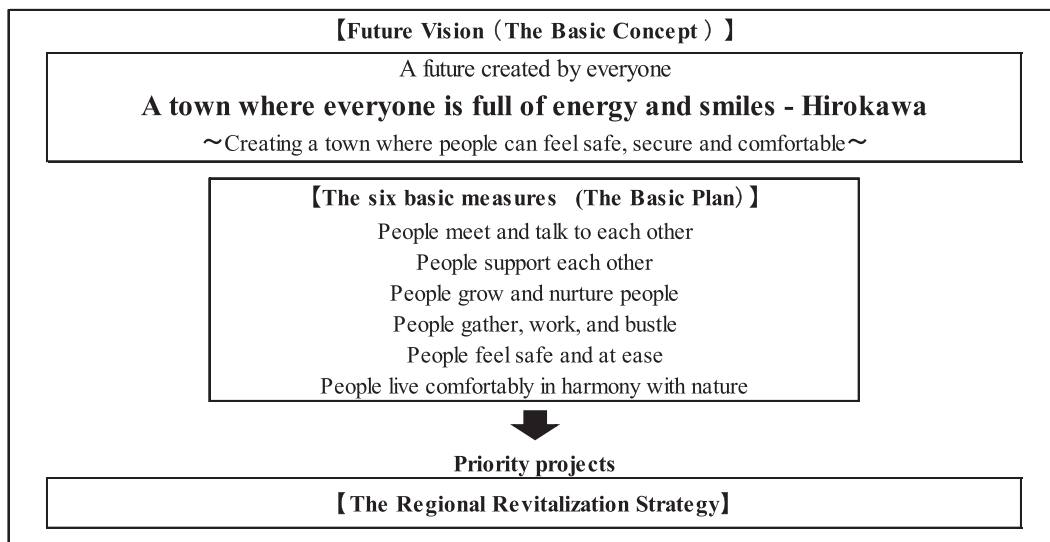 【Future Vision（The Basic Concept）】
A future created by everyone
A town where everyone is full of energy and smiles - Hirokawa
～Creating a town where people can feel safe, secure and comfortable～
【The six basic measures (The Basic Plan)】
People meet and talk to each other
People support each other
People grow and nurture people
People gather, work, and bustle
People feel safe and at ease
People live comfortably in harmony with nature
Priority projects
【The Regional Revitalization Strategy】